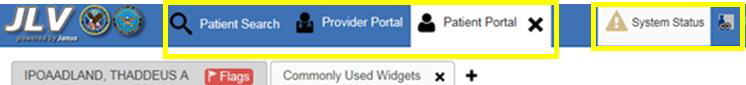 JLV Patient Search Provider Portal Patient Portal System Status
powered by Janus
IPOAADLAND, THADDEUS A Flags Commonly Used Widgets